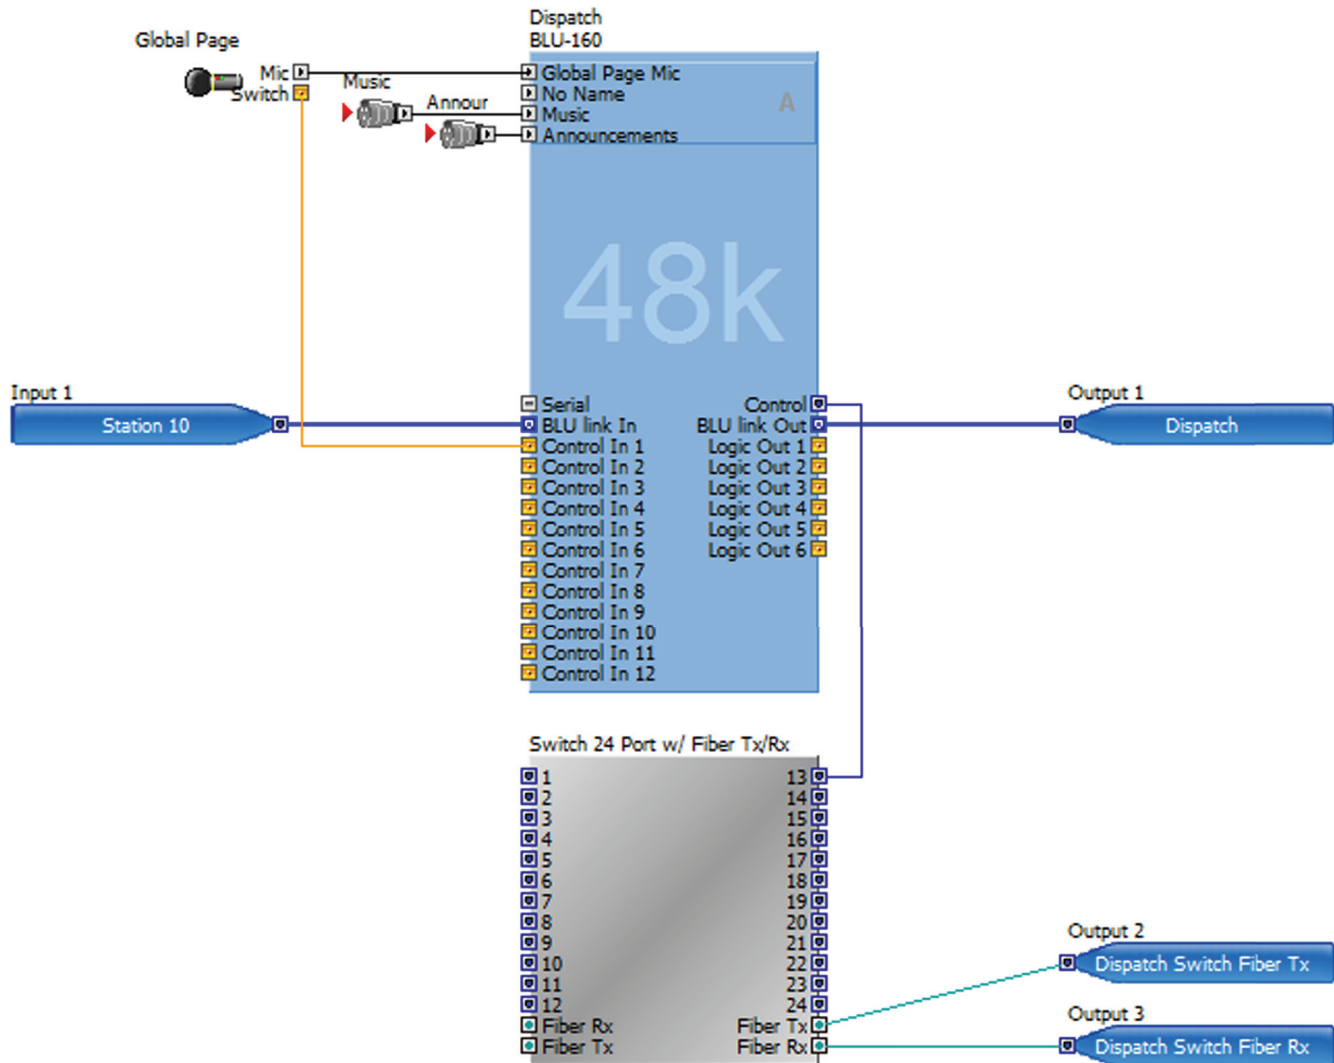 Dispatch
BLU-160
Global Page
Mic
Switch
Music
Annour
Global Page Mic
No Name
Music
Announcements
A
48k
Input 1
Station 10
Serial
BLU link In
Control In 1
Control In 2
Control In 3
Control In 4
Control In 5
Control In 6
Control In 7
Control In 8
Control In 9
Control In 10
Control In 11
Control In 12
Control
BLU link Out
Logic Out 1
Logic Out 2
Logic Out 3
Logic Out 4
Logic Out 5
Logic Out 6
Output 1
Dispatch
Switch 24 Port w/ Fiber Tx/Rx
1
2
3
4
5
6
7
8
9
10
11
12
Fiber Rx
Fiber Tx
13
14
15
16
17
18
19
20
21
22
23
24
Fiber Tx
Fiber Rx
Output 2
Dispatch Switch Fiber Tx
Output 3
Dispatch Switch Fiber Rx